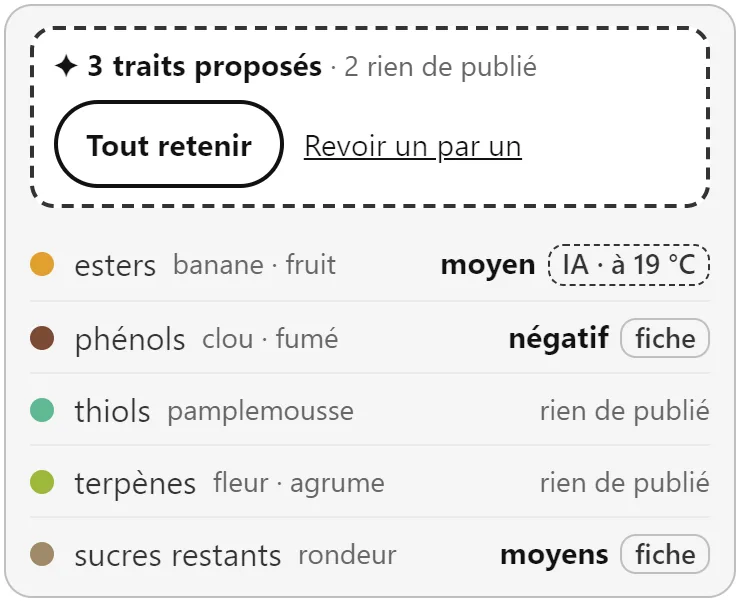 ✦ 3 traits proposés · 2 rien de publié
Tout retenir Revoir un par un
esters banane · fruit moyen IA · à 19 °C
phénols clou · fumé négatif fiche
thiols pamplemousse rien de publié
terpènes fleur · agrume rien de publié
sucres restants rondeur moyens fiche